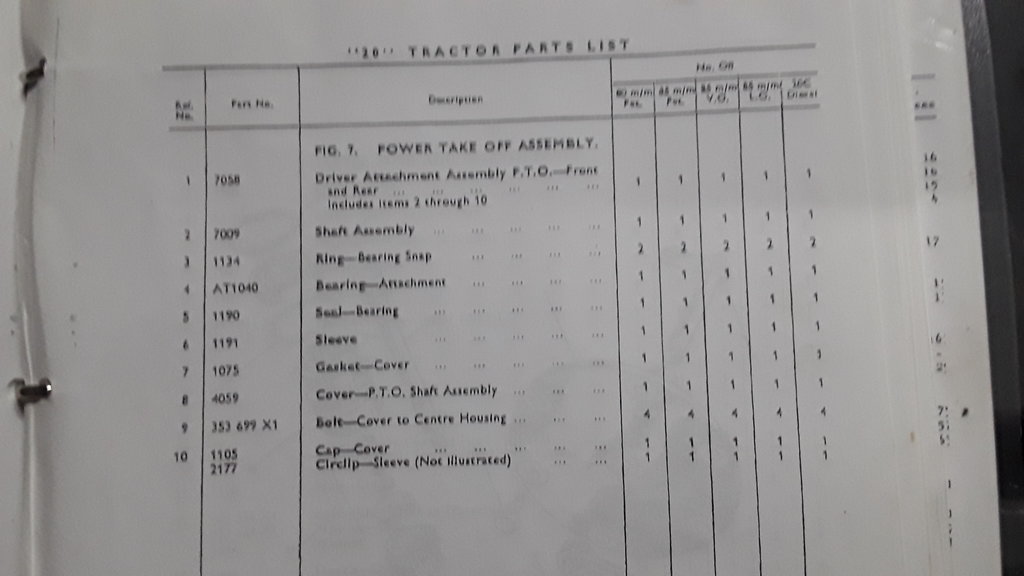 "20" TRACTOR PARTS LIST
No. Off
Ref. No. Part No. Description 80 m/m Pet. 85 m/m Pet. 85 m/m V.O. 85 m/m L.O. 20C Diesel
FIG. 7. POWER TAKE OFF ASSEMBLY.
1 7058 Driver Attachment Assembly P.T.O.—Front
and Rear ... ... ... ... ... 1 1 1 1 1
Includes items 2 through 10
2 7009 Shaft Assembly ... ... ... ... 1 1 1 1 1
3 1134 Ring—Bearing Snap ... ... ... 2 2 2 2 2
4 AT1040 Bearing—Attachment ... ... ... 1 1 1 1 1
5 1190 Seal—Bearing ... ... ... ... 1 1 1 1 1
6 1191 Sleeve ... ... ... ... 1 1 1 1 1
7 1075 Gasket—Cover ... ... ... ... 1 1 1 1 1
8 4059 Cover—P.T.O. Shaft Assembly ... ... ... 1 1 1 1 1
9 353 699 X1 Bolt—Cover to Centre Housing ... ... ... 4 4 4 4 4
10 1105 Cap—Cover ... ... ... ... ... 1 1 1 1 1
2177 Circlip—Sleeve (Not Illustrated) ... ... 1 1 1 1 1
16
16
15
4
17